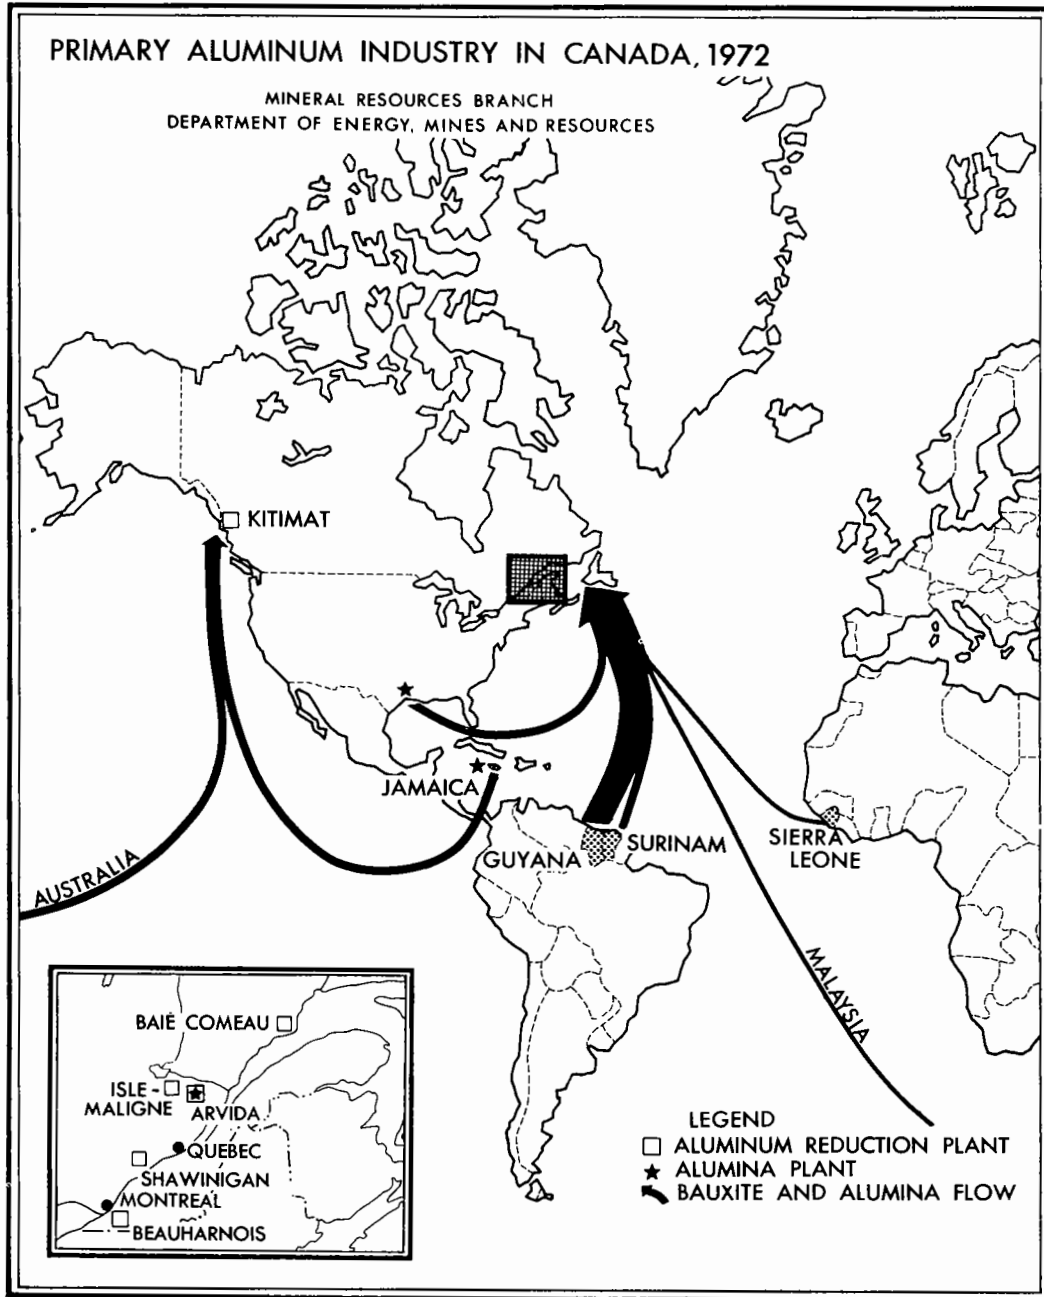 PRIMARY ALUMINUM INDUSTRY IN CANADA, 1972
MINERAL RESOURCES BRANCH
DEPARTMENT OF ENERGY, MINES AND RESOURCES
KITIMAT
JAMAICA
GUYANA
SURINAM
SIERRA
LEONE
AUSTRALIA
MALAYSIA
BAIE COMEAU
ISLE-
MALIGNE
ARVIDA
QUEBEC
SHAWINIGAN
MONTREAL
BEAUHARNOIS
LEGEND
ALUMINUM REDUCTION PLANT
ALUMINA PLANT
BAUXITE AND ALUMINA FLOW